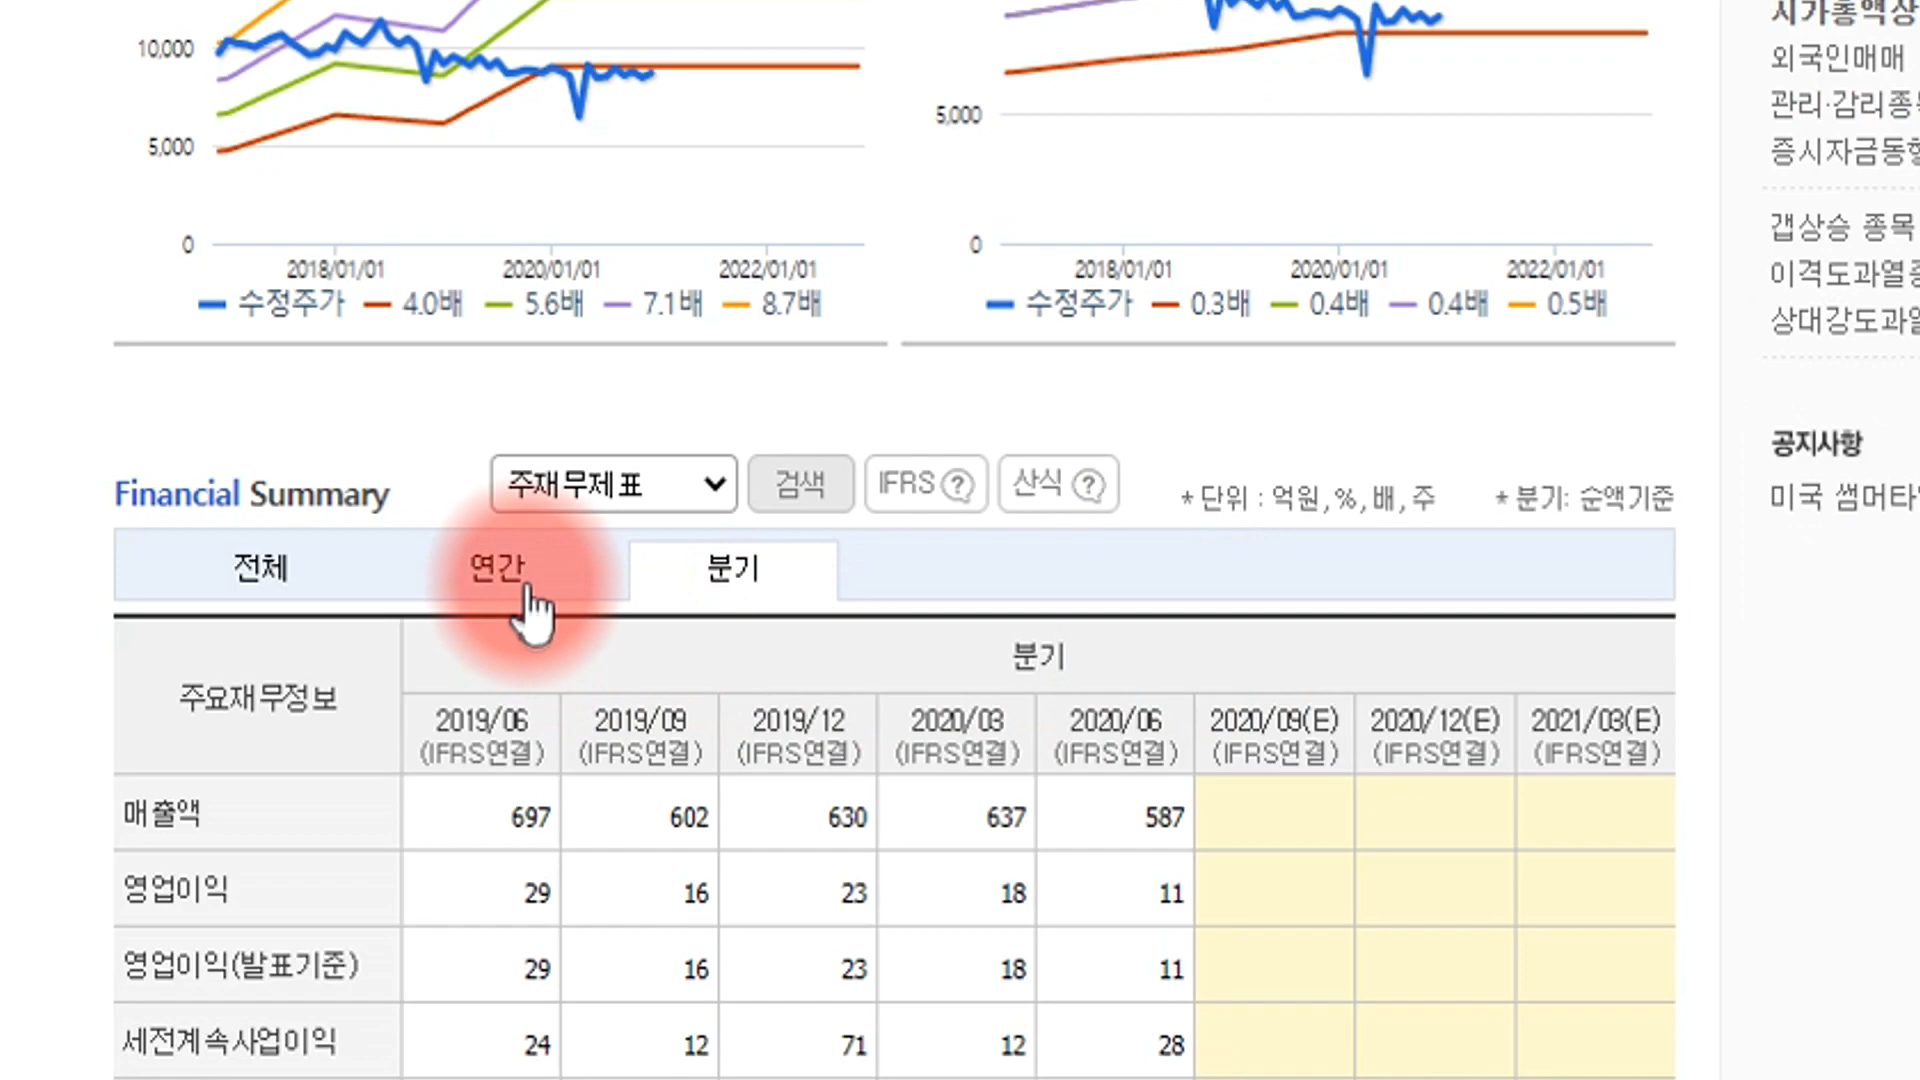 10,000
5,000
0
2018/01/01 2020/01/01 2022/01/01
수정주가 4.0배 5.6배 7.1배 8.7배
5,000
0
2018/01/01 2020/01/01 2022/01/01
수정주가 0.3배 0.4배 0.4배 0.5배
Financial Summary 주재무제표 검색 IFRS ? 산식 ? * 단위 : 억원, %, 배, 주 * 분기: 순액기준
전체 연간 분기
주요재무정보 분기
2019/06 2019/09 2019/12 2020/03 2020/06 2020/09(E) 2020/12(E) 2021/03(E)
(IFRS연결) (IFRS연결) (IFRS연결) (IFRS연결) (IFRS연결) (IFRS연결) (IFRS연결) (IFRS연결)
매출액 697 602 630 637 587
영업이익 29 16 23 18 11
영업이익(발표기준) 29 16 23 18 11
세전계속사업이익 24 12 71 12 28
시가총액상
외국인매매
관리·감리종
증시자금동
갭상승 종목
이격도과열
상대강도과
공지사항
미국 썸머타